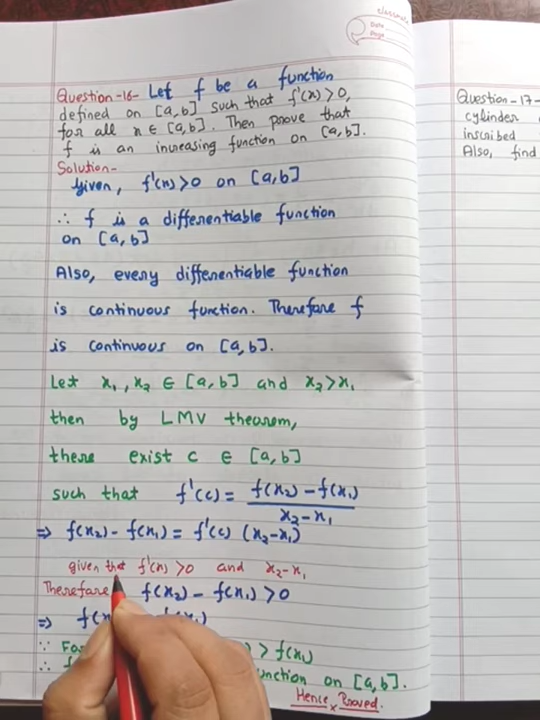 classmate
Date
Page
Question-16- Let f be a function
defined on [a,b] such that f'(x) > 0,
for all x ∈ [a,b]. Then prove that
f is an increasing function on [a,b].
Solution-
Given, f'(x) > 0 on [a,b]
∴ f is a differentiable function
on [a,b]
Also, every differentiable function
is continuous function. Therefore f
is continuous on [a,b].
Let x₁, x₂ ∈ [a,b] and x₂ > x₁
then by LMV theorem,
there exist c ∈ [a,b]
such that f'(c) = f(x₂) - f(x₁) / x₂ - x₁
⇒ f(x₂) - f(x₁) = f'(c) (x₂-x₁)
given that f'(x) > 0 and x₂-x₁
Therefore f(x₂) - f(x₁) > 0
⇒ f(x₁)
∵ > f(x₁)
∴ function on [a,b].
Hence Proved.
Question-17-
cylinder
inscribed
Also, find